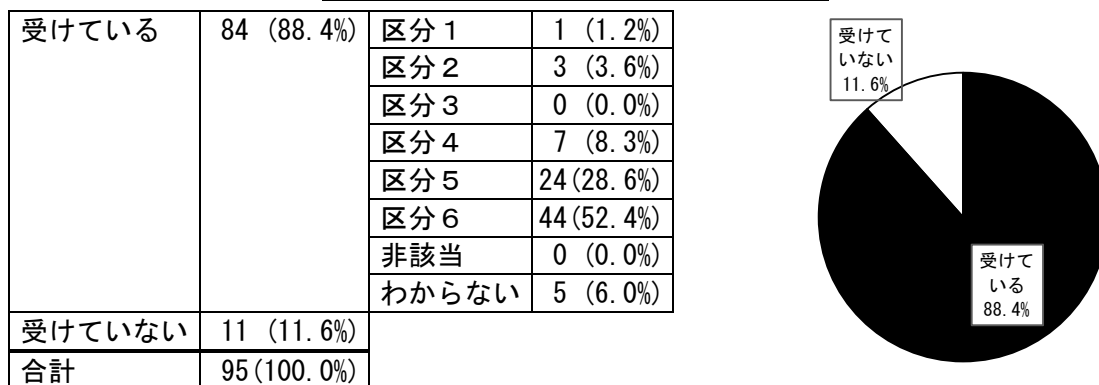 受けている 84 (88.4%) 区分1 1 (1.2%)
区分2 3 (3.6%)
区分3 0 (0.0%)
区分4 7 (8.3%)
区分5 24(28.6%)
区分6 44(52.4%)
非該当 0 (0.0%)
わからない 5 (6.0%)
受けていない 11 (11.6%)
合計 95(100.0%)
受けて
いない
11.6%
受けて
いる
88.4%